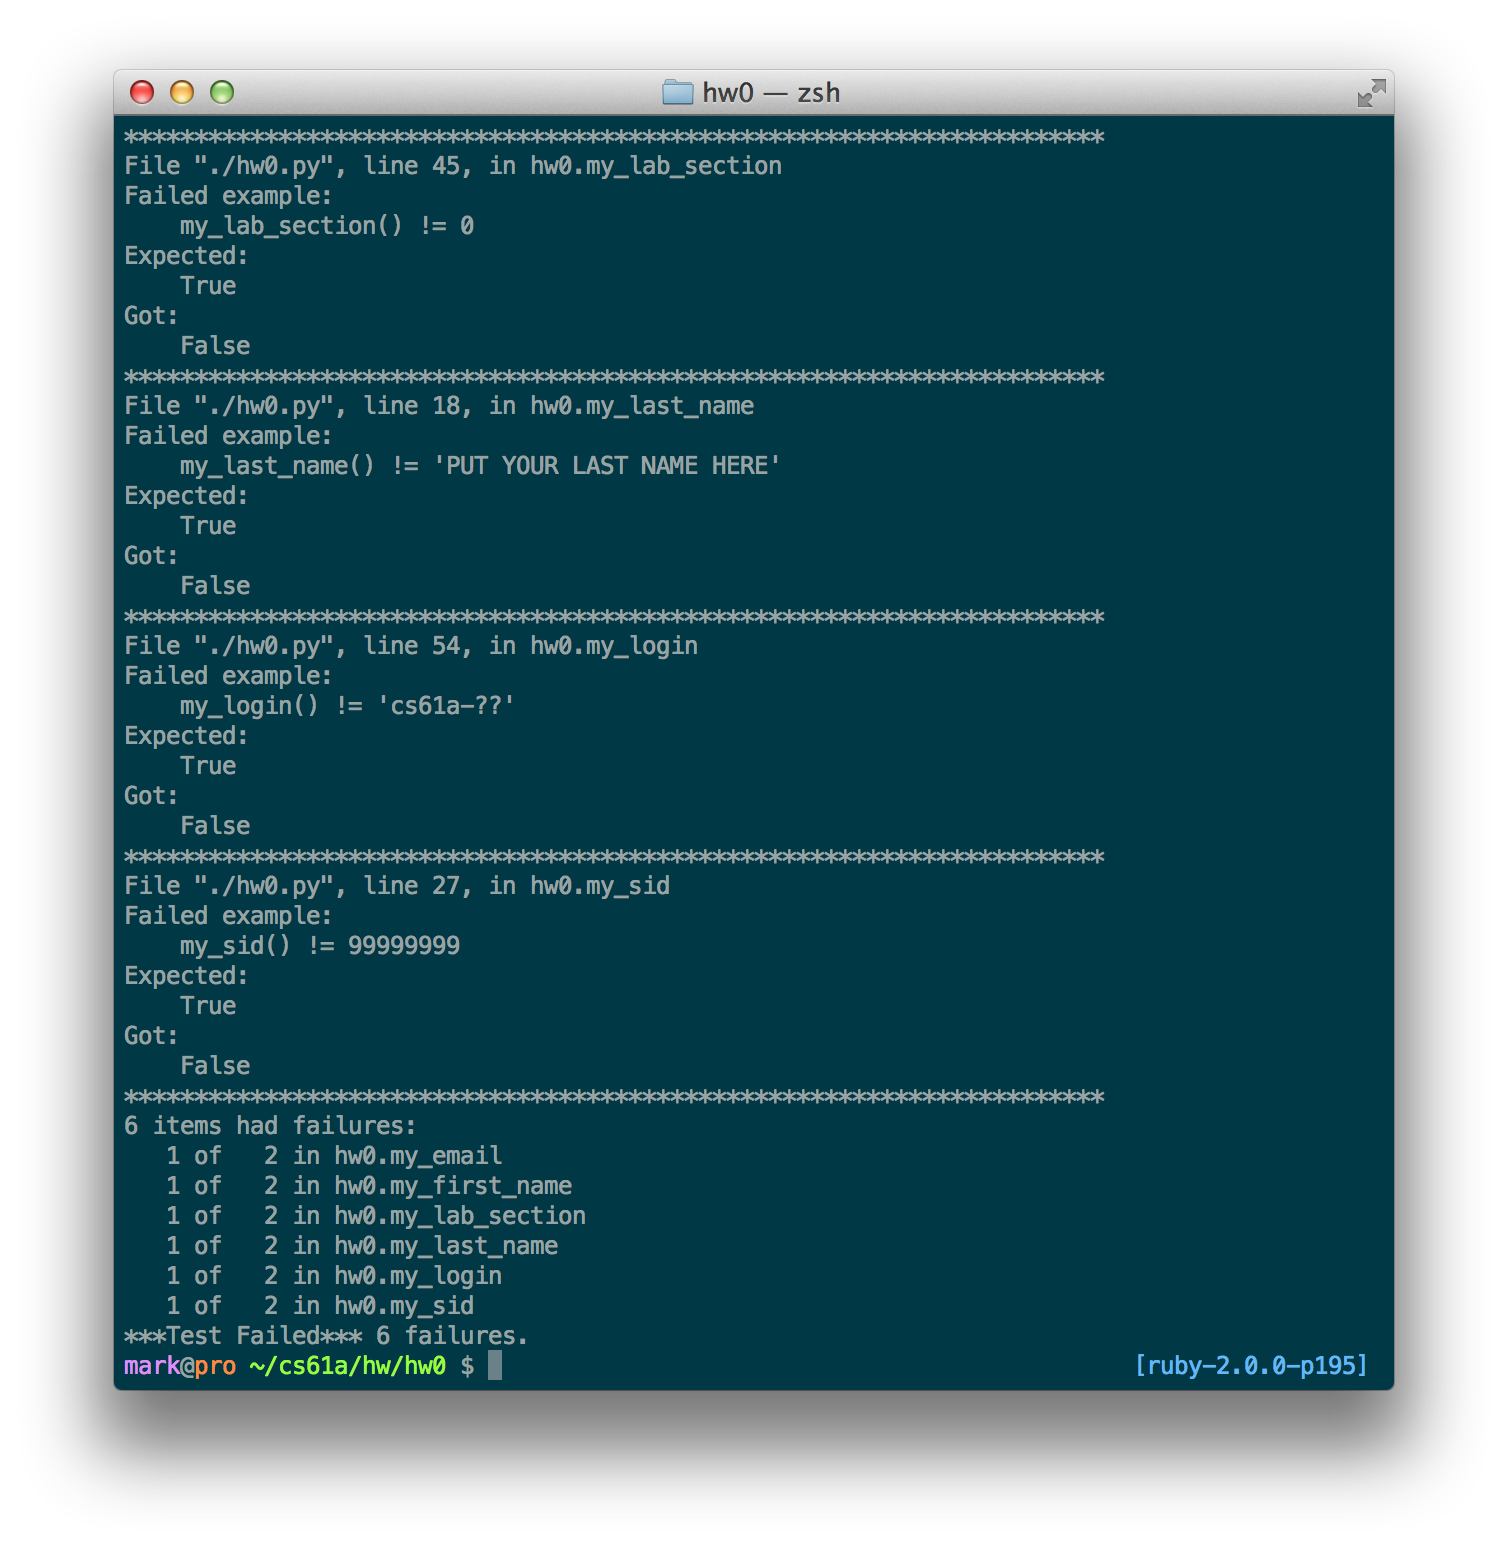 hw0 — zsh
**********************************************************************
File "./hw0.py", line 45, in hw0.my_lab_section
Failed example:
    my_lab_section() != 0
Expected:
    True
Got:
    False
**********************************************************************
File "./hw0.py", line 18, in hw0.my_last_name
Failed example:
    my_last_name() != 'PUT YOUR LAST NAME HERE'
Expected:
    True
Got:
    False
**********************************************************************
File "./hw0.py", line 54, in hw0.my_login
Failed example:
    my_login() != 'cs61a-??'
Expected:
    True
Got:
    False
**********************************************************************
File "./hw0.py", line 27, in hw0.my_sid
Failed example:
    my_sid() != 99999999
Expected:
    True
Got:
    False
**********************************************************************
6 items had failures:
   1 of   2 in hw0.my_email
   1 of   2 in hw0.my_first_name
   1 of   2 in hw0.my_lab_section
   1 of   2 in hw0.my_last_name
   1 of   2 in hw0.my_login
   1 of   2 in hw0.my_sid
***Test Failed*** 6 failures.
mark@pro ~/cs61a/hw/hw0 $ [ruby-2.0.0-p195]